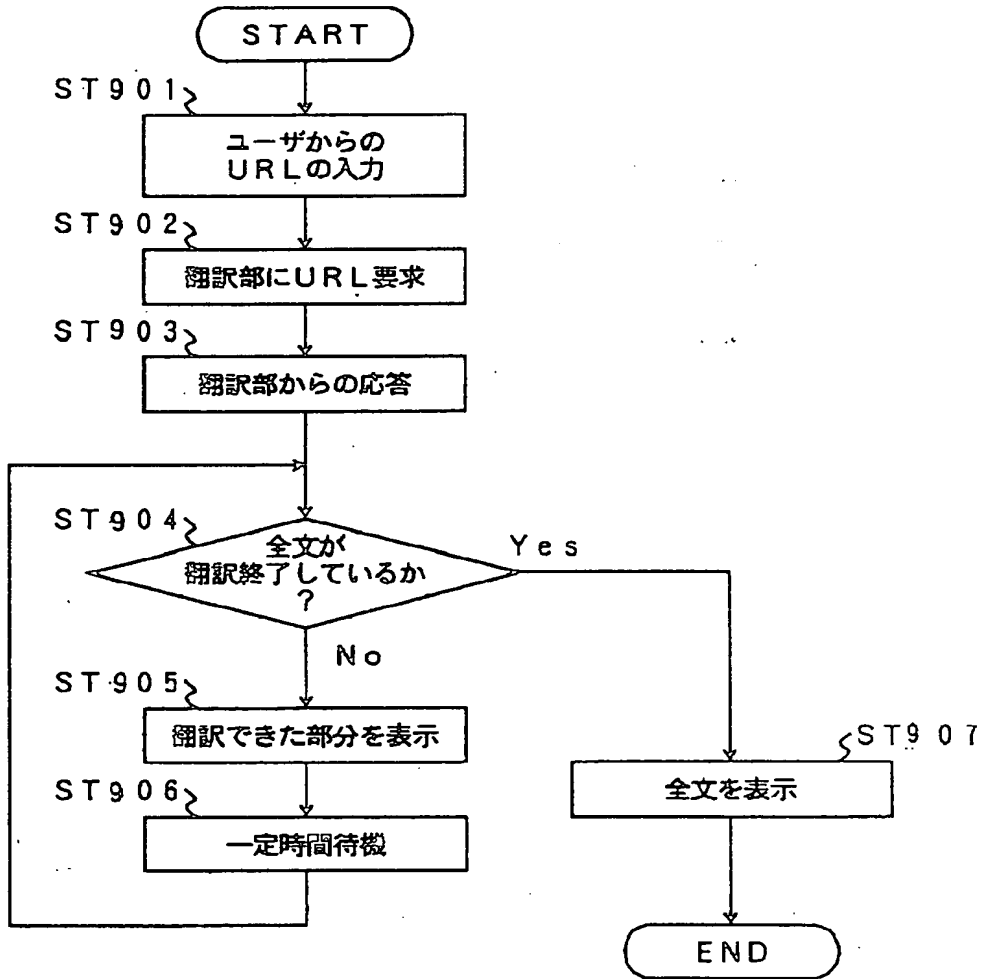 START
ST901
ユーザからの
URLの入力
ST902
翻訳部にURL要求
ST903
翻訳部からの応答
ST904
全文が
翻訳終了しているか
?
Yes
No
ST905
翻訳できた部分を表示
ST906
一定時間待機
ST907
全文を表示
END